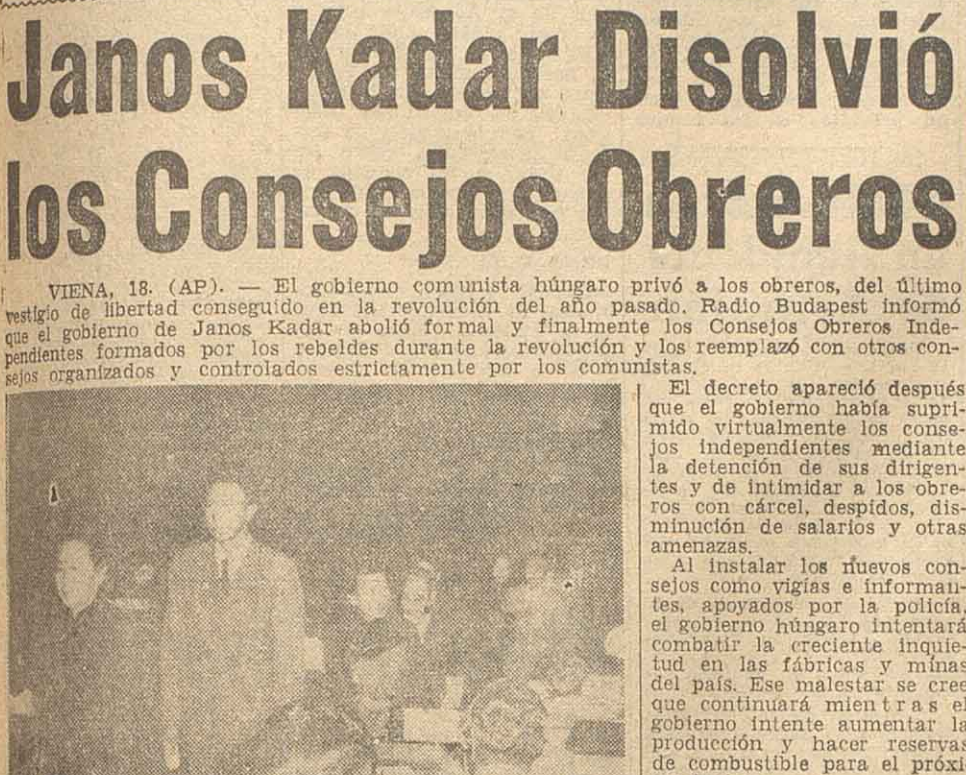 Janos Kadar Disolvió
los Consejos Obreros
VIENA, 18. (AP). — El gobierno comunista húngaro privó a los obreros, del último
vestigio de libertad conseguido en la revolución del año pasado. Radio Budapest informó
que el gobierno de Janos Kadar abolió formal y finalmente los Consejos Obreros Inde-
pendientes formados por los rebeldes durante la revolución y los reemplazó con otros con-
sejos organizados y controlados estrictamente por los comunistas.
El decreto apareció después
que el gobierno había supri-
mido virtualmente los conse-
jos independientes mediante
la detención de sus dirigen-
tes y de intimidar a los obre-
ros con cárcel, despidos, dis-
minución de salarios y otras
amenazas.
Al instalar los nuevos con-
sejos como vigías e informan-
tes, apoyados por la policía,
el gobierno húngaro intentará
combatir la creciente inquie-
tud en las fábricas y minas
del país. Ese malestar se cree
que continuará mientras el
gobierno intente aumentar la
producción y hacer reservas
de combustible para el próxi